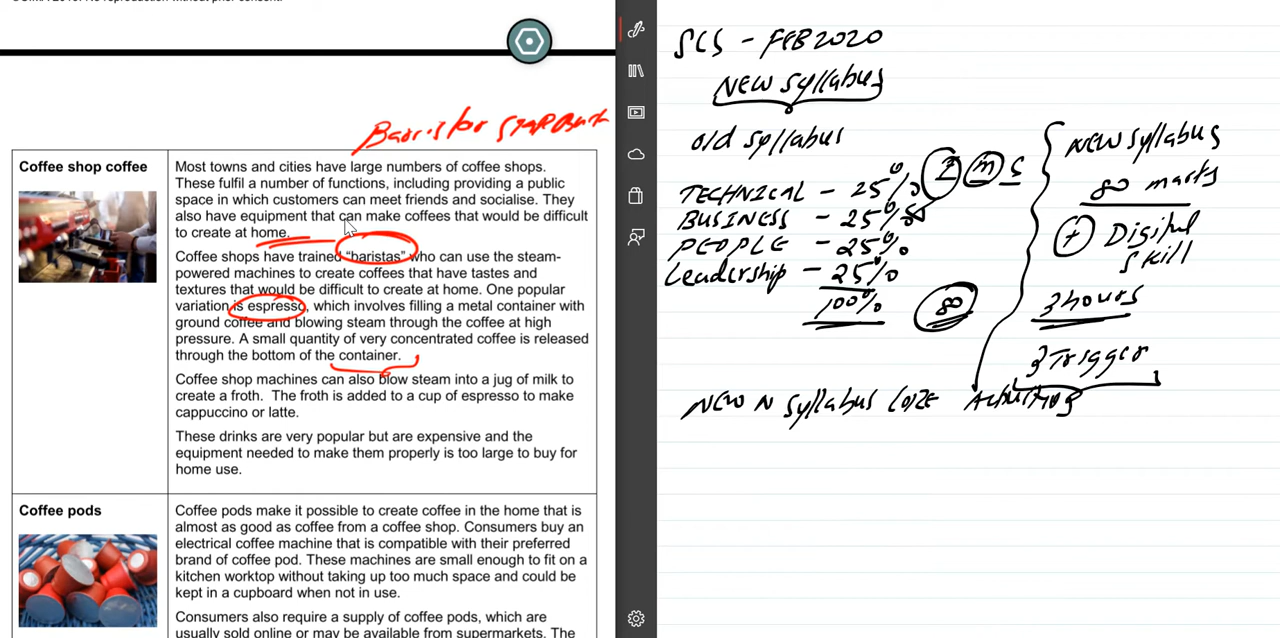 Barista for STARBucks
Coffee shop coffee
Most towns and cities have large numbers of coffee shops.
These fulfil a number of functions, including providing a public
space in which customers can meet friends and socialise. They
also have equipment that can make coffees that would be difficult
to create at home.
Coffee shops have trained “baristas” who can use the steam-
powered machines to create coffees that have tastes and
textures that would be difficult to create at home. One popular
variation is espresso, which involves filling a metal container with
ground coffee and blowing steam through the coffee at high
pressure. A small quantity of very concentrated coffee is released
through the bottom of the container.
Coffee shop machines can also blow steam into a jug of milk to
create a froth. The froth is added to a cup of espresso to make
cappuccino or latte.
These drinks are very popular but are expensive and the
equipment needed to make them properly is too large to buy for
home use.
Coffee pods
Coffee pods make it possible to create coffee in the home that is
almost as good as coffee from a coffee shop. Consumers buy an
electrical coffee machine that is compatible with their preferred
brand of coffee pod. These machines are small enough to fit on a
kitchen worktop without taking up too much space and could be
kept in a cupboard when not in use.
Consumers also require a supply of coffee pods, which are
usually sold online or may be available from supermarkets. The
SCS - FEB 2020
NEW syllabus
old syllabus
TECHNICAL - 25%
BUSINESS - 25%
PEOPLE - 25%
Leadership - 25%
100%
80
E m S
NEW syllabus
80 marks
+ Digital
skill
3 hours
3 Trigger
NEW syllabus CORE Activities